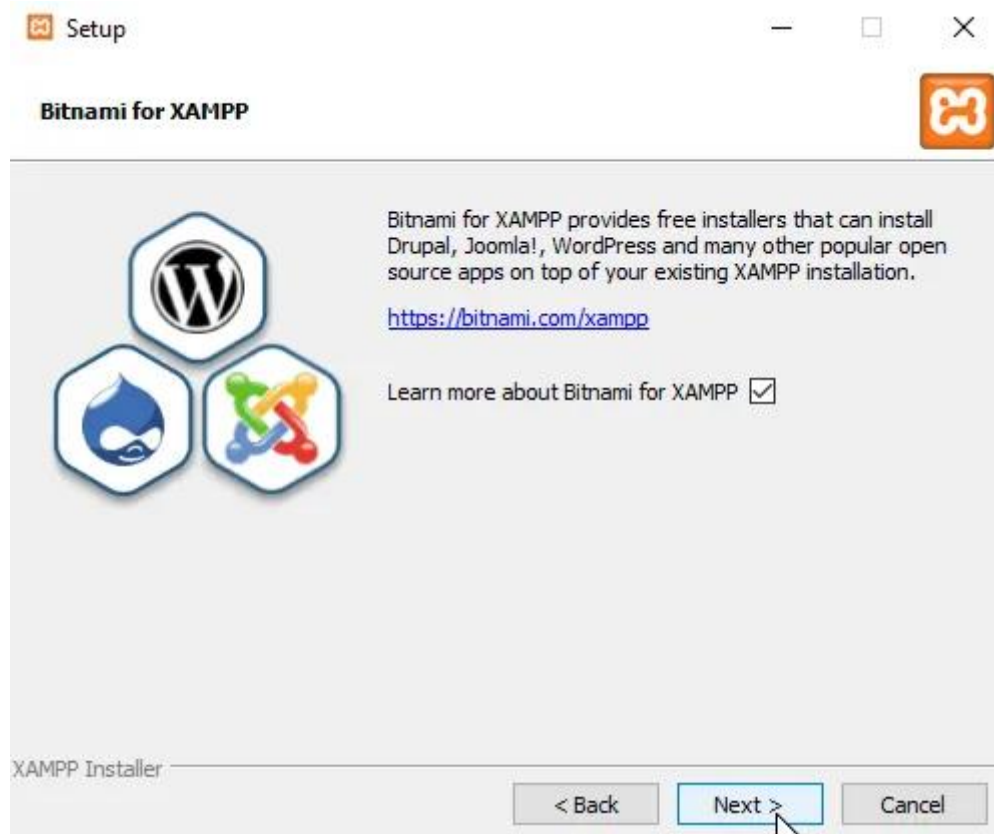 Setup
Bitnami for XAMPP
Bitnami for XAMPP provides free installers that can install
Drupal, Joomla!, WordPress and many other popular open
source apps on top of your existing XAMPP installation.
https://bitnami.com/xampp
Learn more about Bitnami for XAMPP
XAMPP Installer
< Back
Next >
Cancel